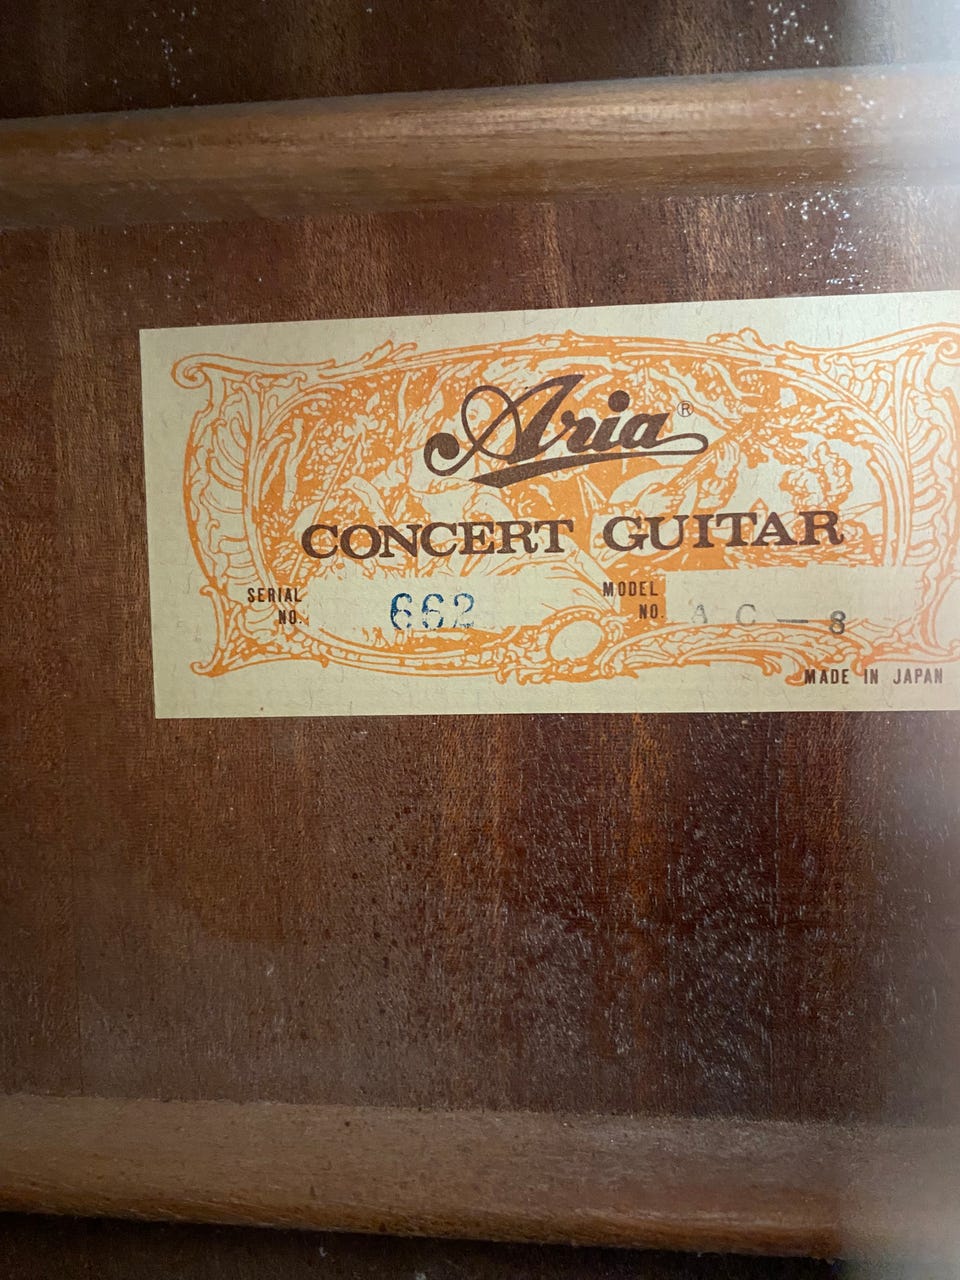 Aria®
CONCERT GUITAR
SERIAL NO. 662
MODEL NO. AC-8
MADE IN JAPAN